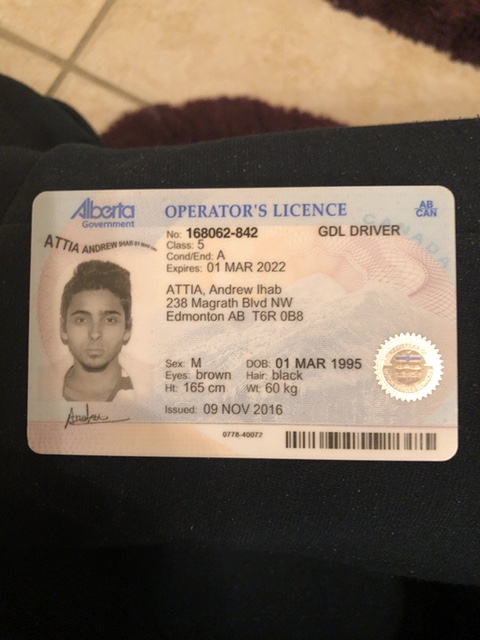 Alberta
Government
OPERATOR'S LICENCE
AB
CAN
No: 168062-842 GDL DRIVER
Class: 5
Cond/End: A
Expires: 01 MAR 2022
CANADA
ATTIA ANDREW IHAB
ATTIA, Andrew Ihab
238 Magrath Blvd NW
Edmonton AB T6R 0B8
Sex: M DOB: 01 MAR 1995
Eyes: brown Hair: black
Ht: 165 cm Wt: 60 kg
Issued: 09 NOV 2016
0778-40072